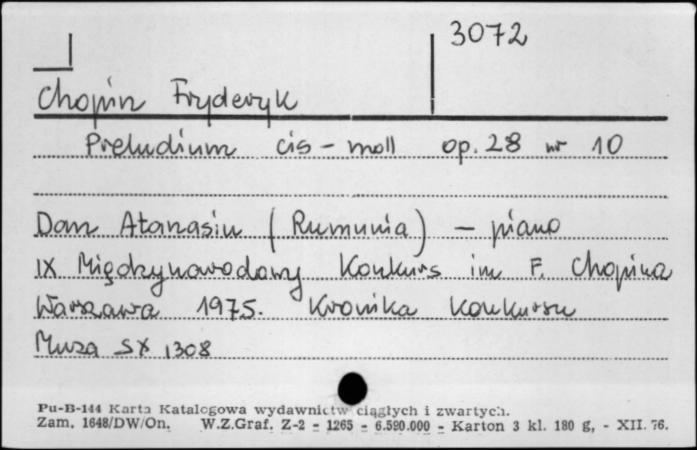 3072
Chopin Fryderyk
Preludium cis-moll op. 28 nr 10
Dan Atanasiu (Rumunia) - piano
IX Międzynarodowy Konkurs im F. Chopina
Warszawa 1975. Kronika Konkursu
Muza SX 1308
Pu-B-144 Karta Katalogowa wydawnictw ciągłych i zwartych.
Zam. 1648/DW/On. W.Z.Graf. Z-2 - 1265 - 6.590.000 - Karton 3 kl. 180 g, - XII. 76.